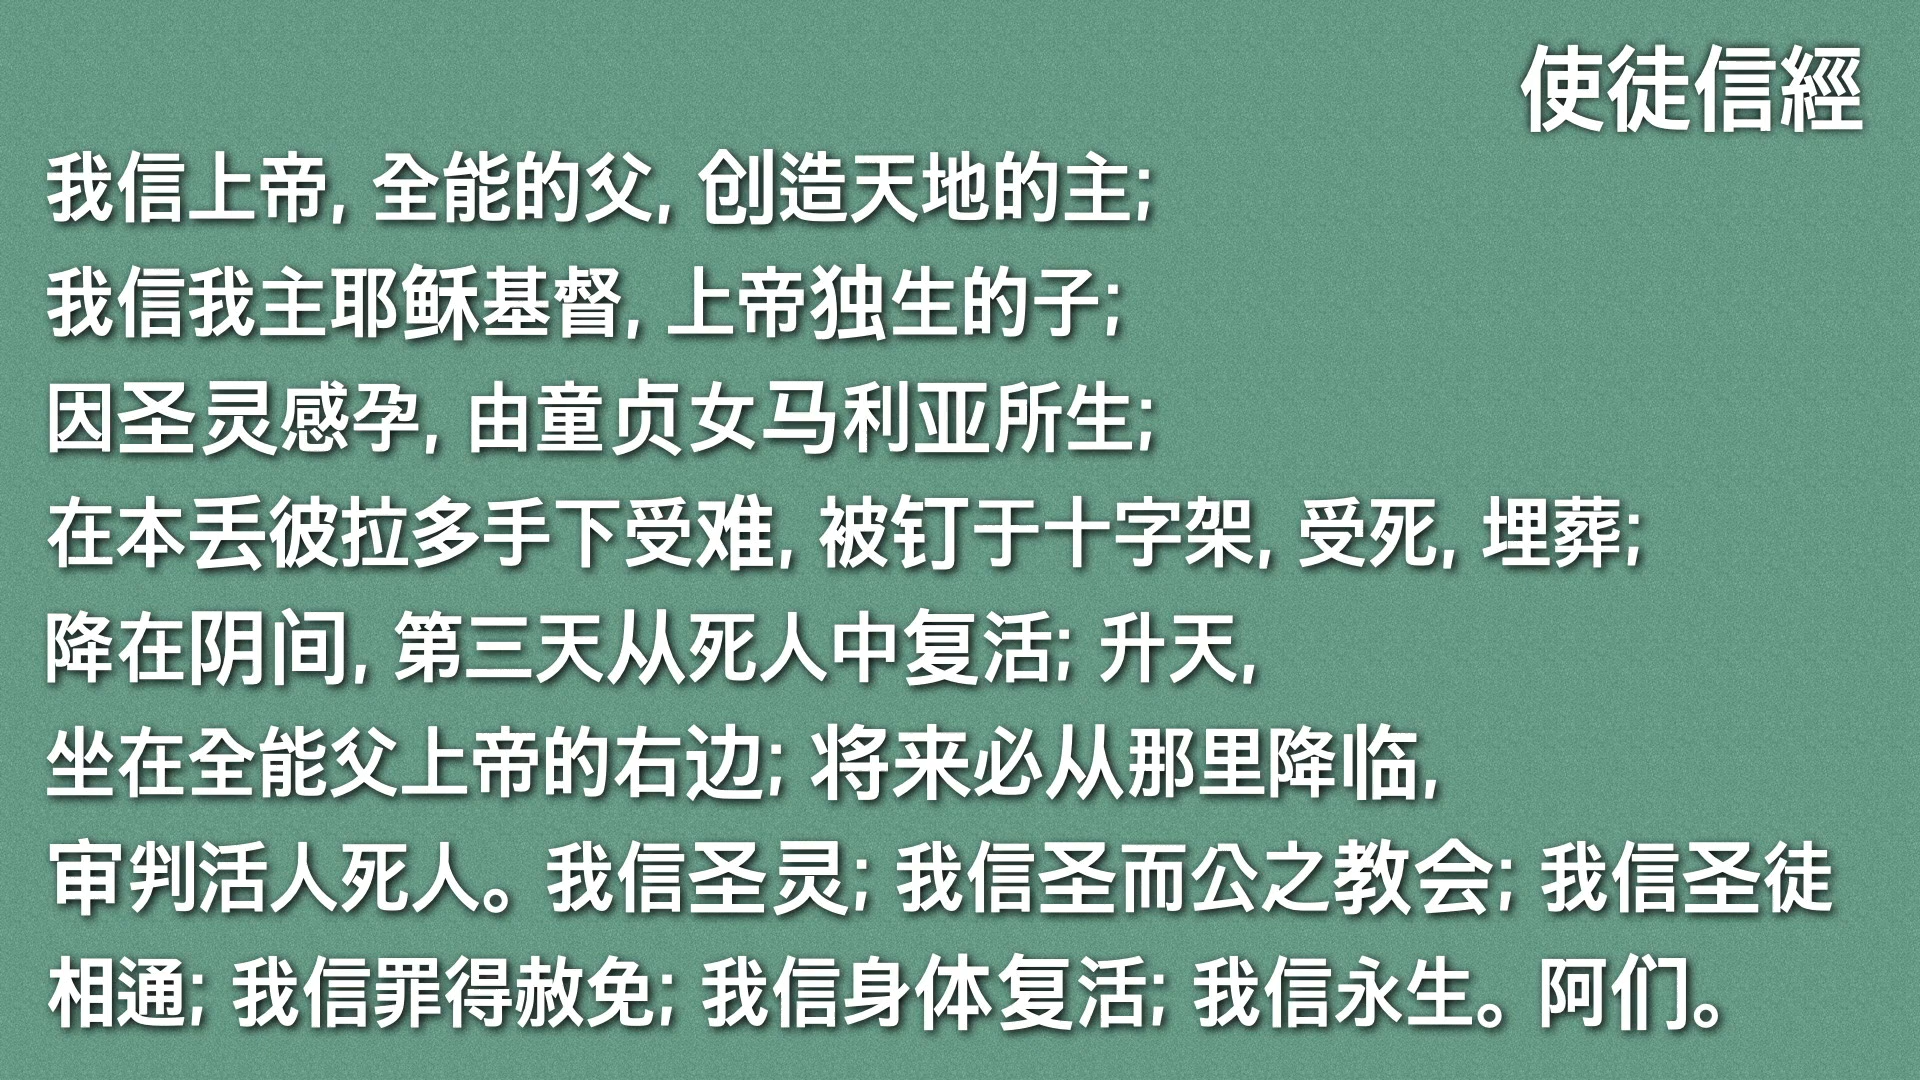 使徒信經
我信上帝, 全能的父, 创造天地的主;
我信我主耶稣基督, 上帝独生的子;
因圣灵感孕, 由童贞女马利亚所生;
在本丢彼拉多手下受难, 被钉于十字架, 受死, 埋葬;
降在阴间, 第三天从死人中复活; 升天,
坐在全能父上帝的右边; 将来必从那里降临,
审判活人死人。我信圣灵; 我信圣而公之教会; 我信圣徒
相通; 我信罪得赦免; 我信身体复活; 我信永生。阿们。